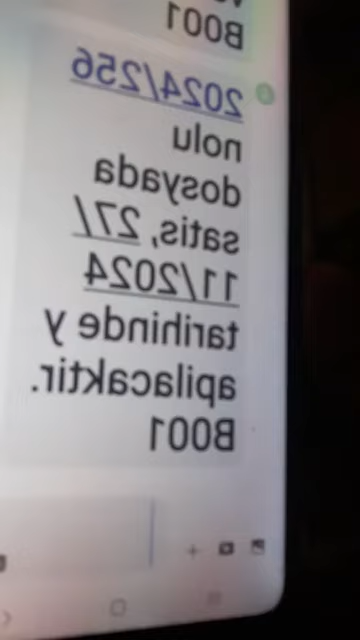 B001
2024/256
nolu
dosyada
satis, 27/
11/2024
tarihinde y
apilacaktir.
B001